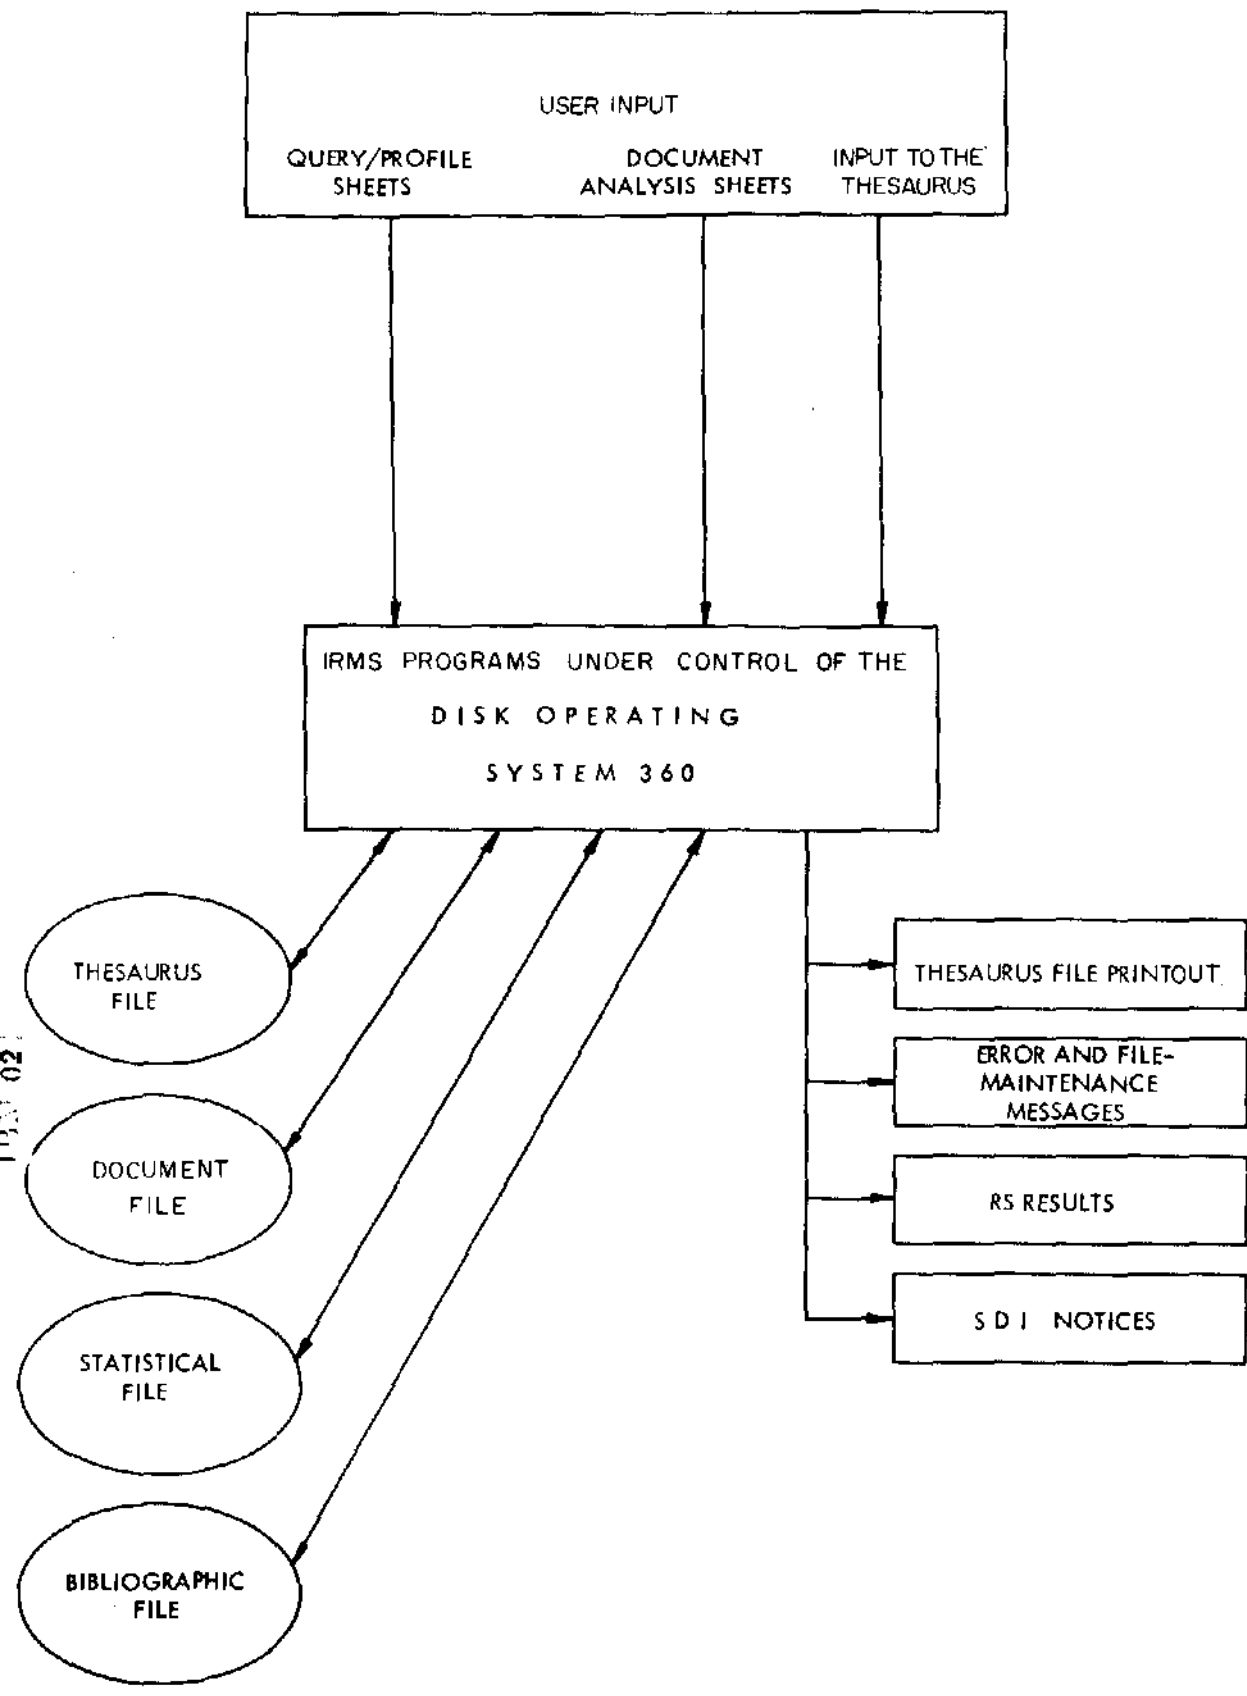 USER INPUT
QUERY/PROFILE
SHEETS
DOCUMENT
ANALYSIS SHEETS
INPUT TO THE
THESAURUS
IRMS PROGRAMS UNDER CONTROL OF THE
DISK OPERATING
SYSTEM 360
THESAURUS
FILE
DOCUMENT
FILE
STATISTICAL
FILE
BIBLIOGRAPHIC
FILE
THESAURUS FILE PRINTOUT
ERROR AND FILE-
MAINTENANCE
MESSAGES
RS RESULTS
SDI NOTICES
02